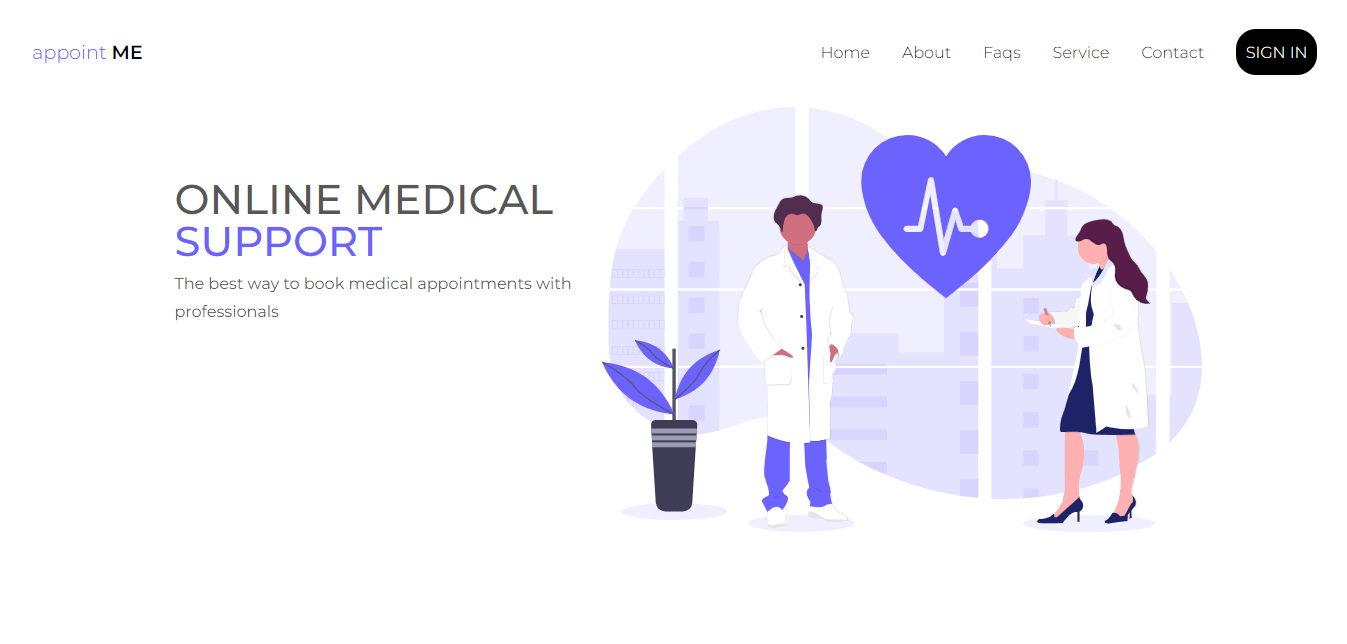 appoint ME
Home About Faqs Service Contact SIGN IN
ONLINE MEDICAL
SUPPORT
The best way to book medical appointments with
professionals